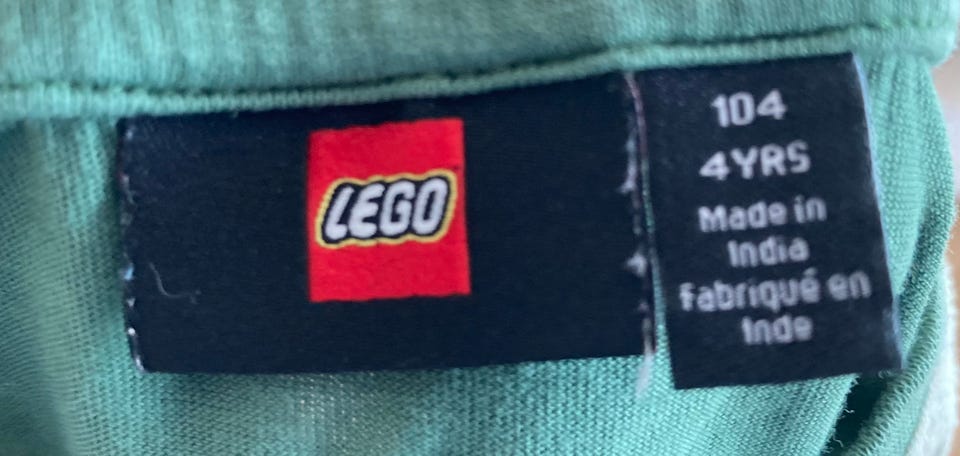 LEGO
104
4YRS
Made in
India
Fabriqué en
Inde